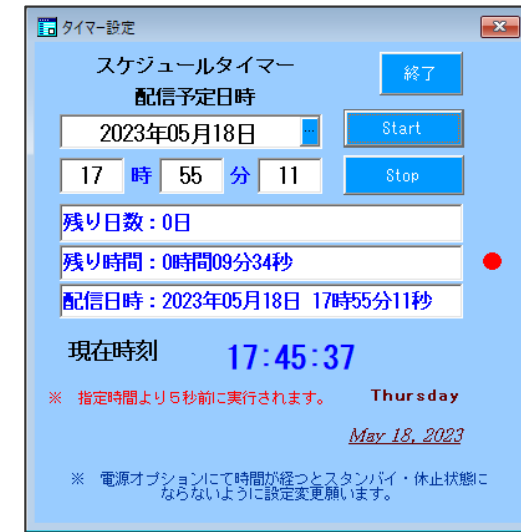 タイマー設定
スケジュールタイマー
終了
配信予定日時
2023年05月18日 ...
Start
17 時 55 分 11
Stop
残り日数：0日
残り時間：0時間09分34秒
配信日時：2023年05月18日 17時55分11秒
現在時刻 17:45:37
※ 指定時間より５秒前に実行されます。
Thursday
May 18, 2023
※ 電源オプションにて時間が経つとスタンバイ・休止状態に
ならないように設定変更願います。